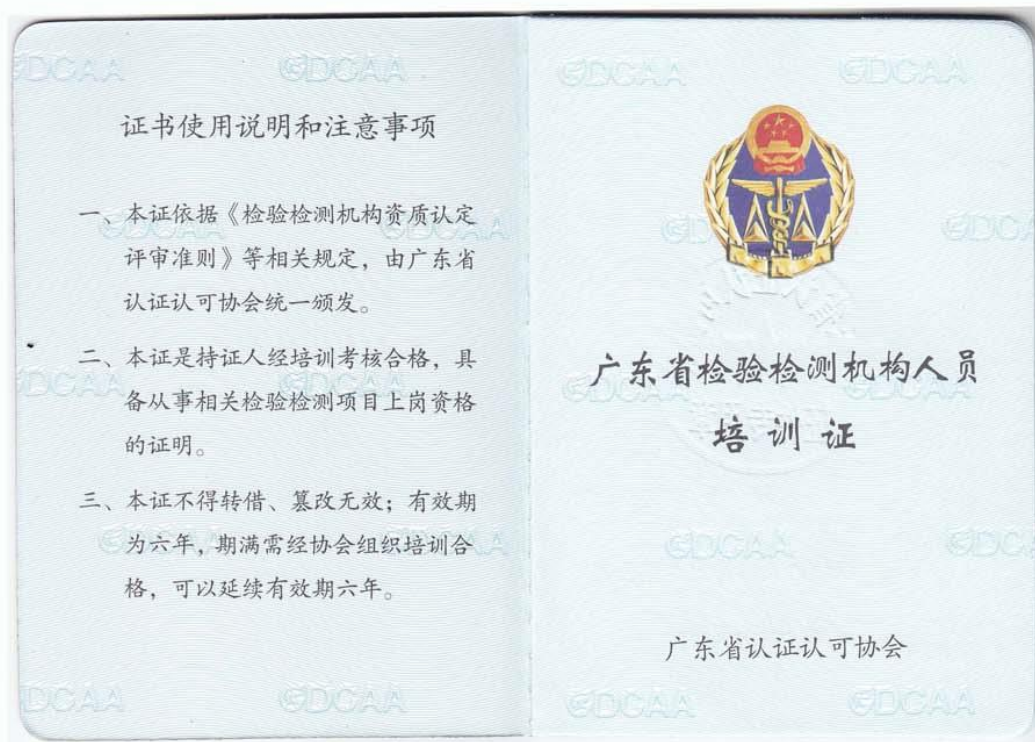 证书使用说明和注意事项
一、本证依据《检验检测机构资质认定
评审准则》等相关规定，由广东省
认证认可协会统一颁发。
二、本证是持证人经培训考核合格，具
备从事相关检验检测项目上岗资格
的证明。
三、本证不得转借、篡改无效；有效期
为六年，期满需经协会组织培训合
格，可以延续有效期六年。
广东省检验检测机构人员
培训证
广东省认证认可协会
GDCAA